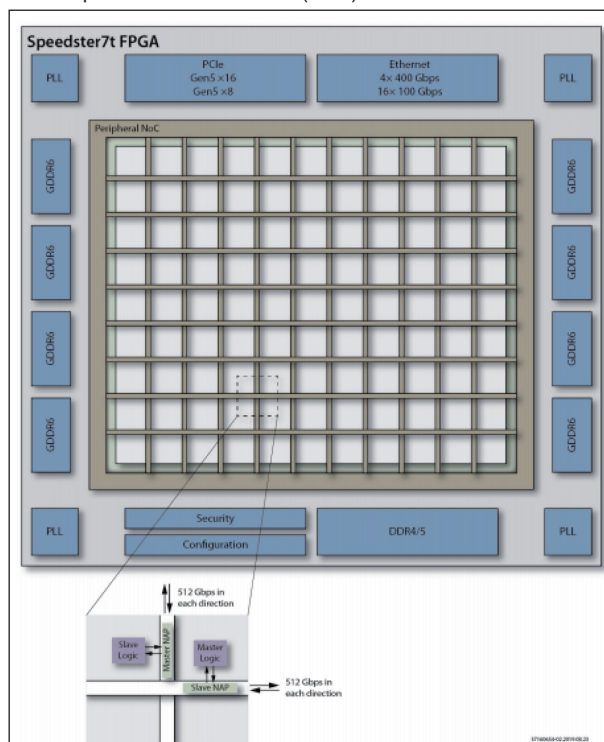 Speedster7t FPGA
PLL
PCIe
Gen5 ×16
Gen5 ×8
Ethernet
4× 400 Gbps
16× 100 Gbps
PLL
Peripheral NoC
GDDR6
GDDR6
GDDR6
GDDR6
GDDR6
GDDR6
GDDR6
GDDR6
PLL
Security
Configuration
DDR4/5
PLL
512 Gbps in
each direction
Slave
Logic
Master NAP
Master
Logic
Slave NAP
512 Gbps in
each direction